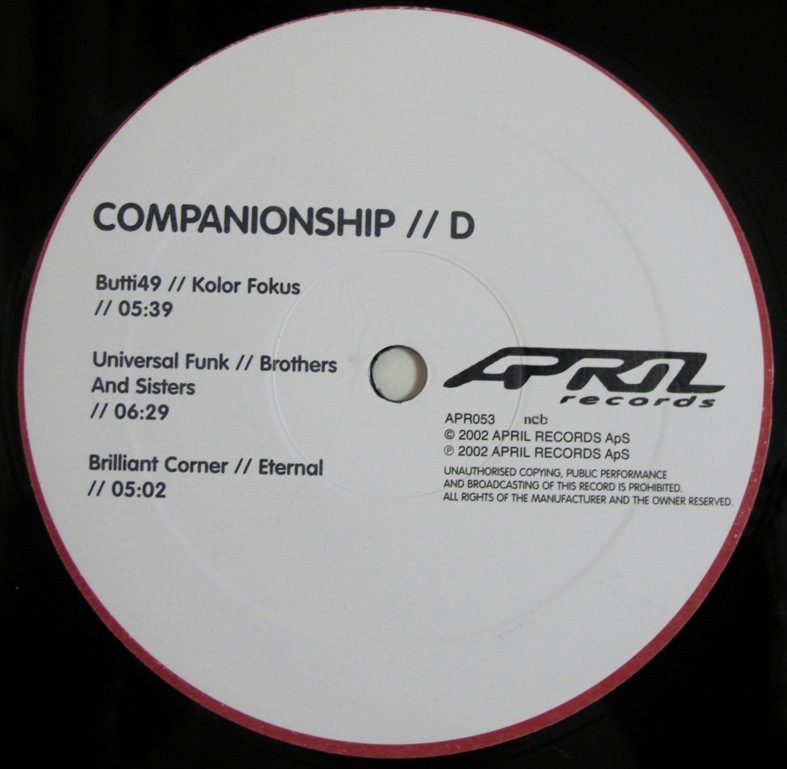 COMPANIONSHIP // D
Butti49 // Kolor Fokus
// 05:39
Universal Funk // Brothers
And Sisters
// 06:29
Brilliant Corner // Eternal
// 05:02
APRIL
records
APR053 ncb
© 2002 APRIL RECORDS ApS
℗ 2002 APRIL RECORDS ApS
UNAUTHORISED COPYING, PUBLIC PERFORMANCE
AND BROADCASTING OF THIS RECORD IS PROHIBITED.
ALL RIGHTS OF THE MANUFACTURER AND THE OWNER RESERVED.